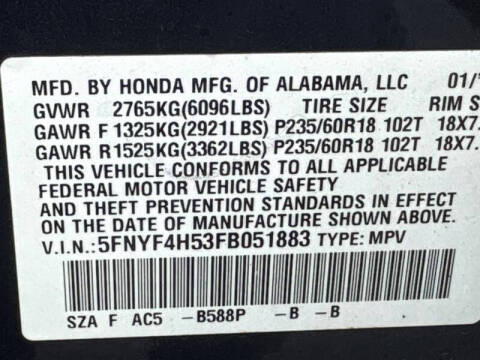 MFD. BY HONDA MFG. OF ALABAMA, LLC 01/
GVWR 2765KG(6096LBS) TIRE SIZE RIM S
GAWR F 1325KG(2921LBS) P235/60R18 102T 18X7.
GAWR R 1525KG(3362LBS) P235/60R18 102T 18X7.
THIS VEHICLE CONFORMS TO ALL APPLICABLE
FEDERAL MOTOR VEHICLE SAFETY
AND THEFT PREVENTION STANDARDS IN EFFECT
ON THE DATE OF MANUFACTURE SHOWN ABOVE.
V.I.N.: 5FNYF4H53FB051883 TYPE: MPV
SZA F AC5 -B588P -B -B